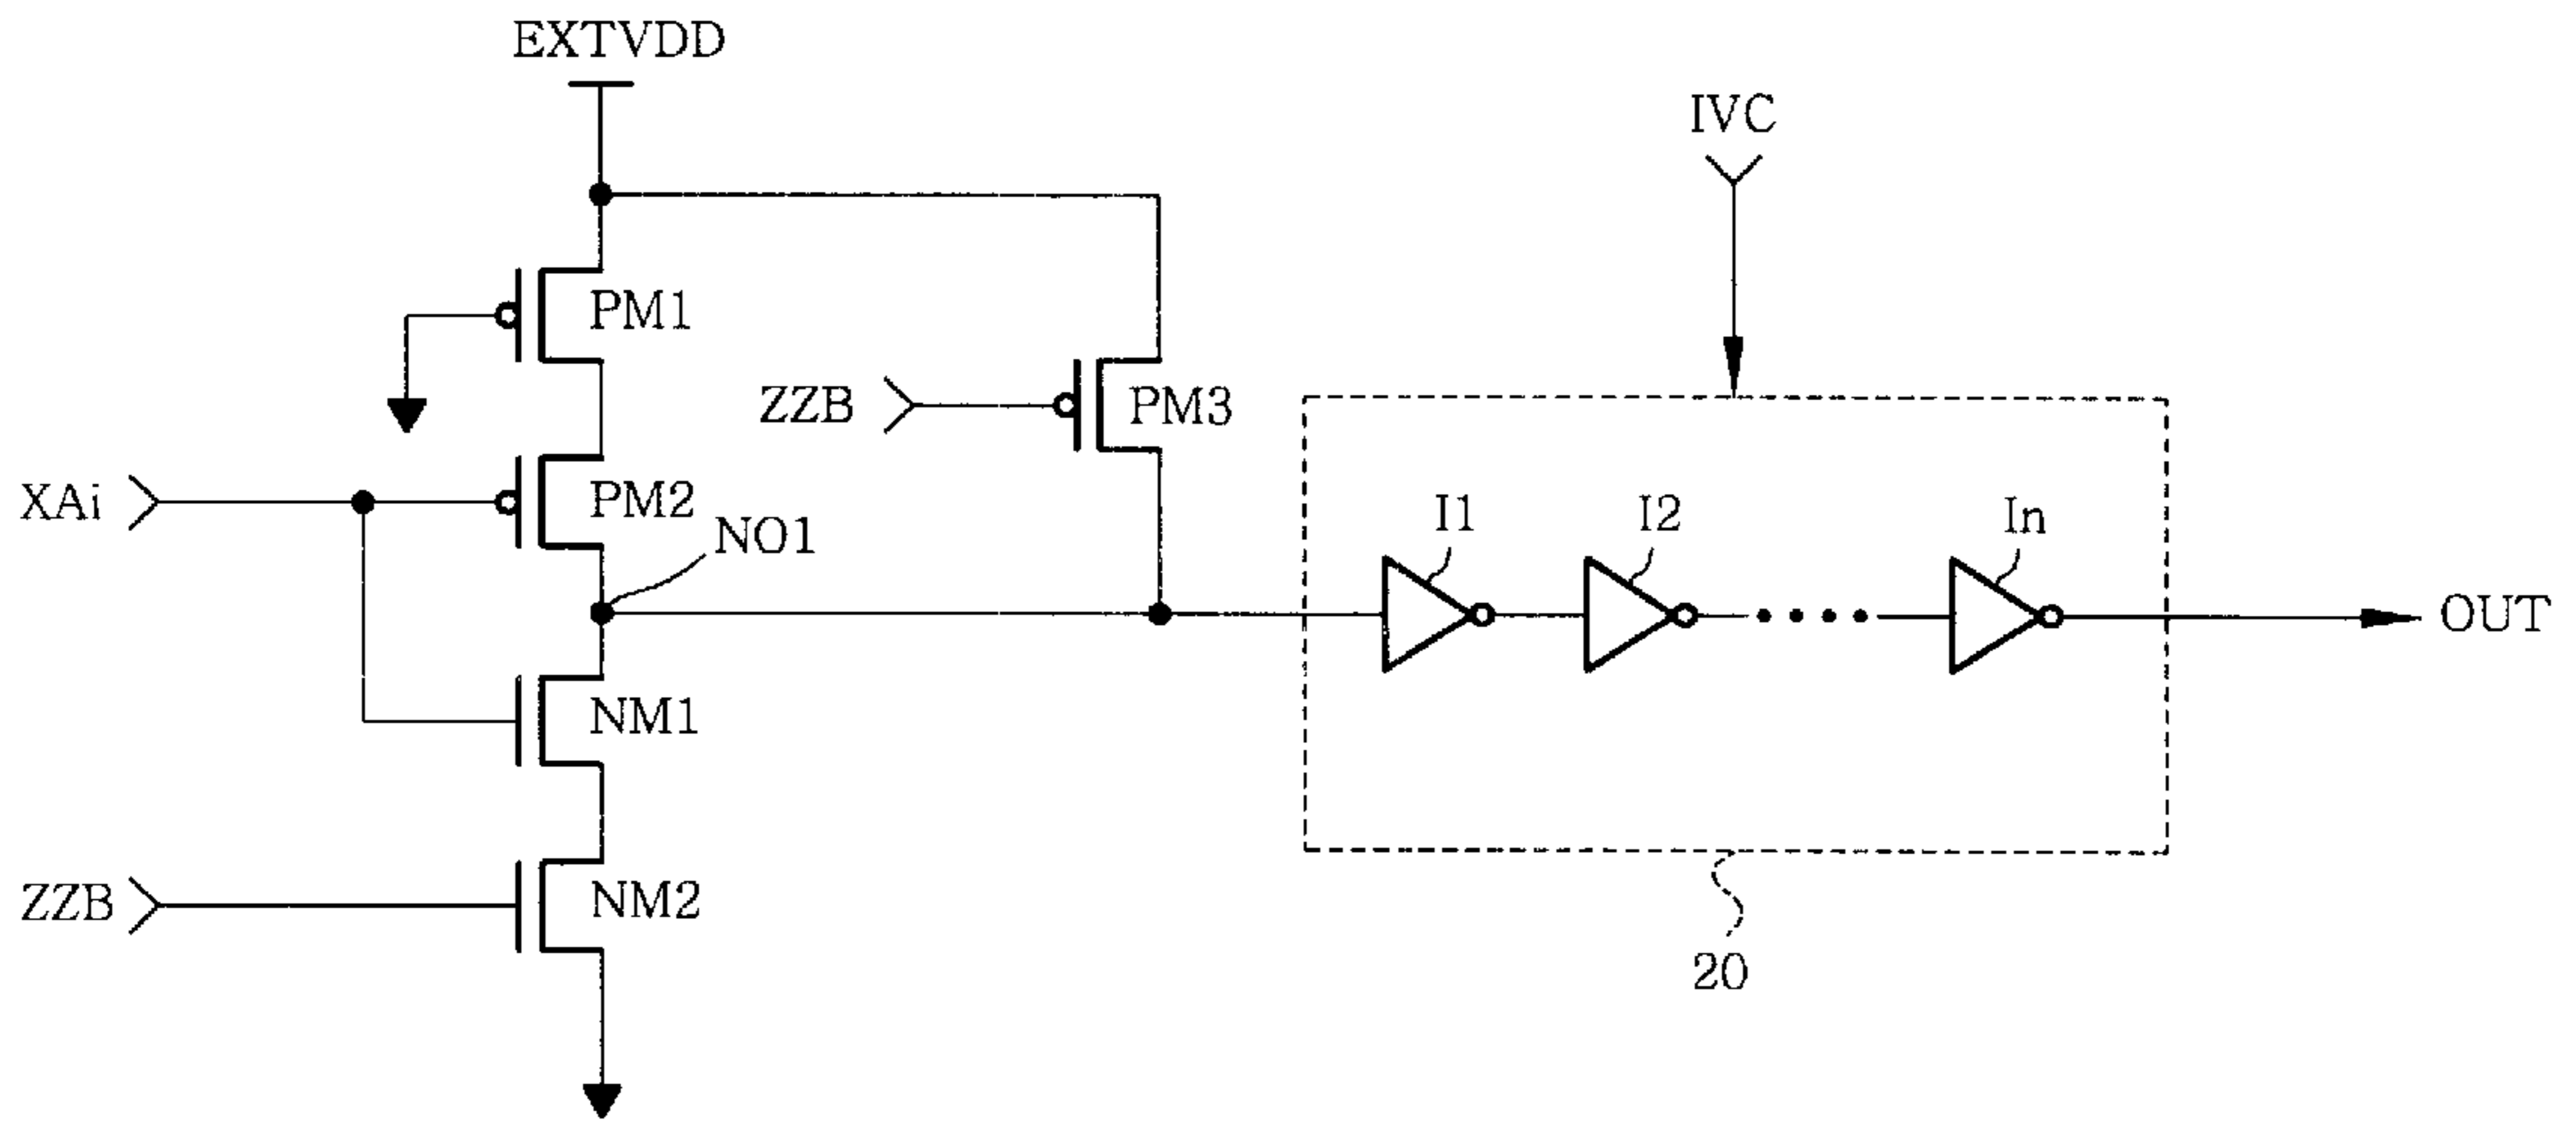 EXTVDD
IVC
PM1
ZZB
PM3
XAi
PM2
NO1
I1
I2
In
OUT
NM1
ZZB
NM2
20